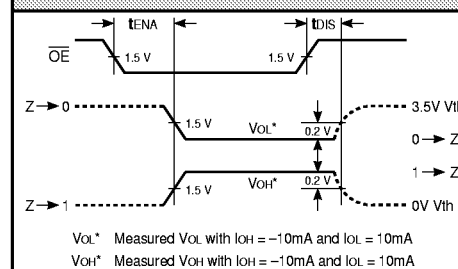 tENA
tDIS
OE
1.5 V
1.5 V
Z → 0
1.5 V
VOL*
0.2 V
3.5V Vth
0 → Z
1 → Z
Z → 1
1.5 V
VOH*
0.2 V
0V Vth
VOL* Measured VOL with IOH = –10mA and IOL = 10mA
VOH* Measured VOH with IOH = –10mA and IOL = 10mA